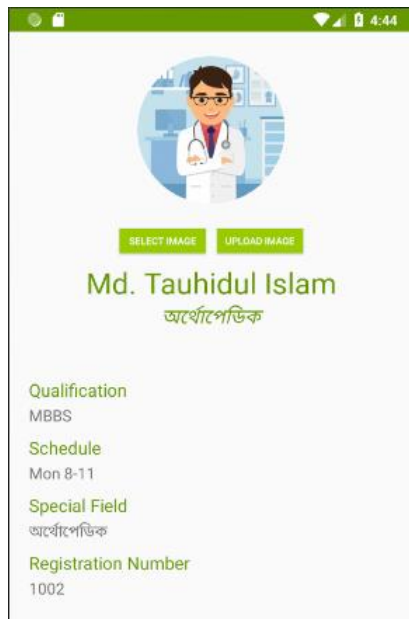 4:44
SELECT IMAGE UPLOAD IMAGE
Md. Tauhidul Islam
অর্থোপেডিক
Qualification
MBBS
Schedule
Mon 8-11
Special Field
অর্থোপেডিক
Registration Number
1002